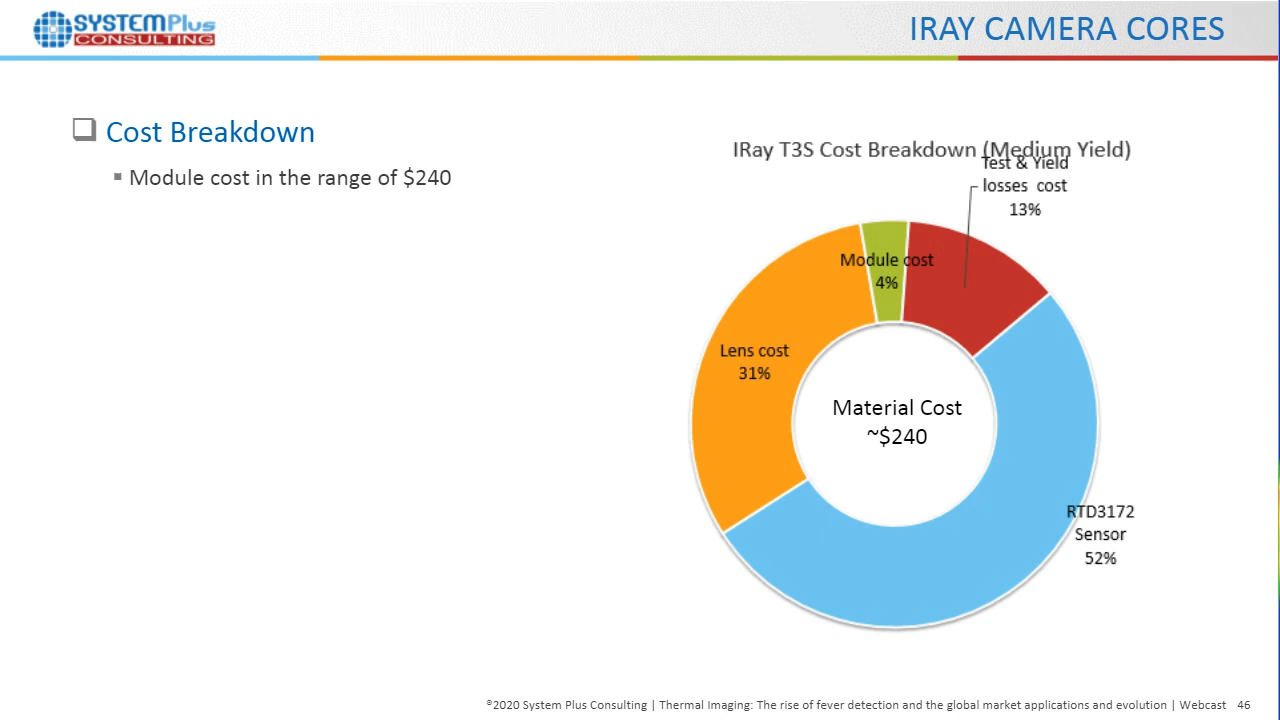 SYSTEMPlus
CONSULTING
IRAY CAMERA CORES
Cost Breakdown
Module cost in the range of $240
IRay T3S Cost Breakdown (Medium Yield)
Test & Yield
losses cost
13%
Module cost
4%
Lens cost
31%
Material Cost
~$240
RTD3172
Sensor
52%
©2020 System Plus Consulting | Thermal Imaging: The rise of fever detection and the global market applications and evolution | Webcast 46